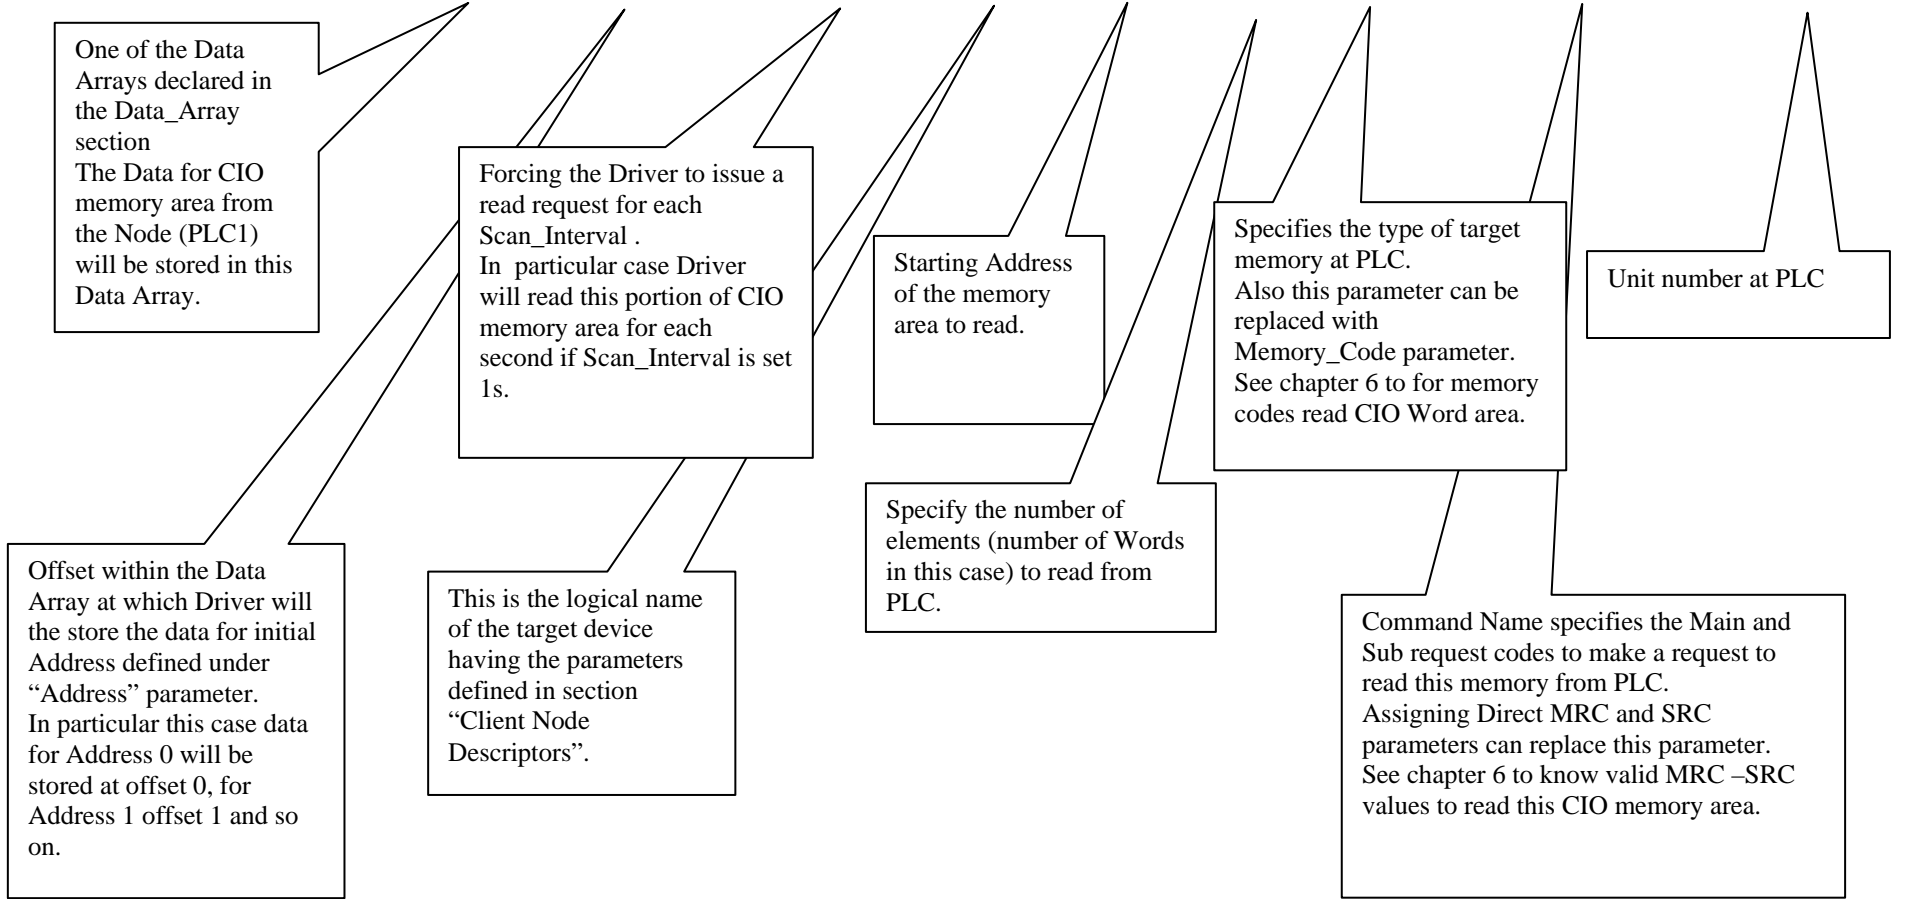 One of the Data
Arrays declared in
the Data_Array
section
The Data for CIO
memory area from
the Node (PLC1)
will be stored in this
Data Array.
Forcing the Driver to issue a
read request for each
Scan_Interval .
In  particular case Driver
will read this portion of CIO
memory area for each
second if Scan_Interval is set
1s.
Starting Address
of the memory
area to read.
Specifies the type of target
memory at PLC.
Also this parameter can be
replaced with
Memory_Code parameter.
See chapter 6 to for memory
codes read CIO Word area.
Unit number at PLC
Offset within the Data
Array at which Driver will
the store the data for initial
Address defined under
“Address” parameter.
In particular this case data
for Address 0 will be
stored at offset 0, for
Address 1 offset 1 and so
on.
This is the logical name
of the target device
having the parameters
defined in section
“Client Node
Descriptors”.
Specify the number of
elements (number of Words
in this case) to read from
PLC.
Command Name specifies the Main and
Sub request codes to make a request to
read this memory from PLC.
Assigning Direct MRC and SRC
parameters can replace this parameter.
See chapter 6 to know valid MRC –SRC
values to read this CIO memory area.